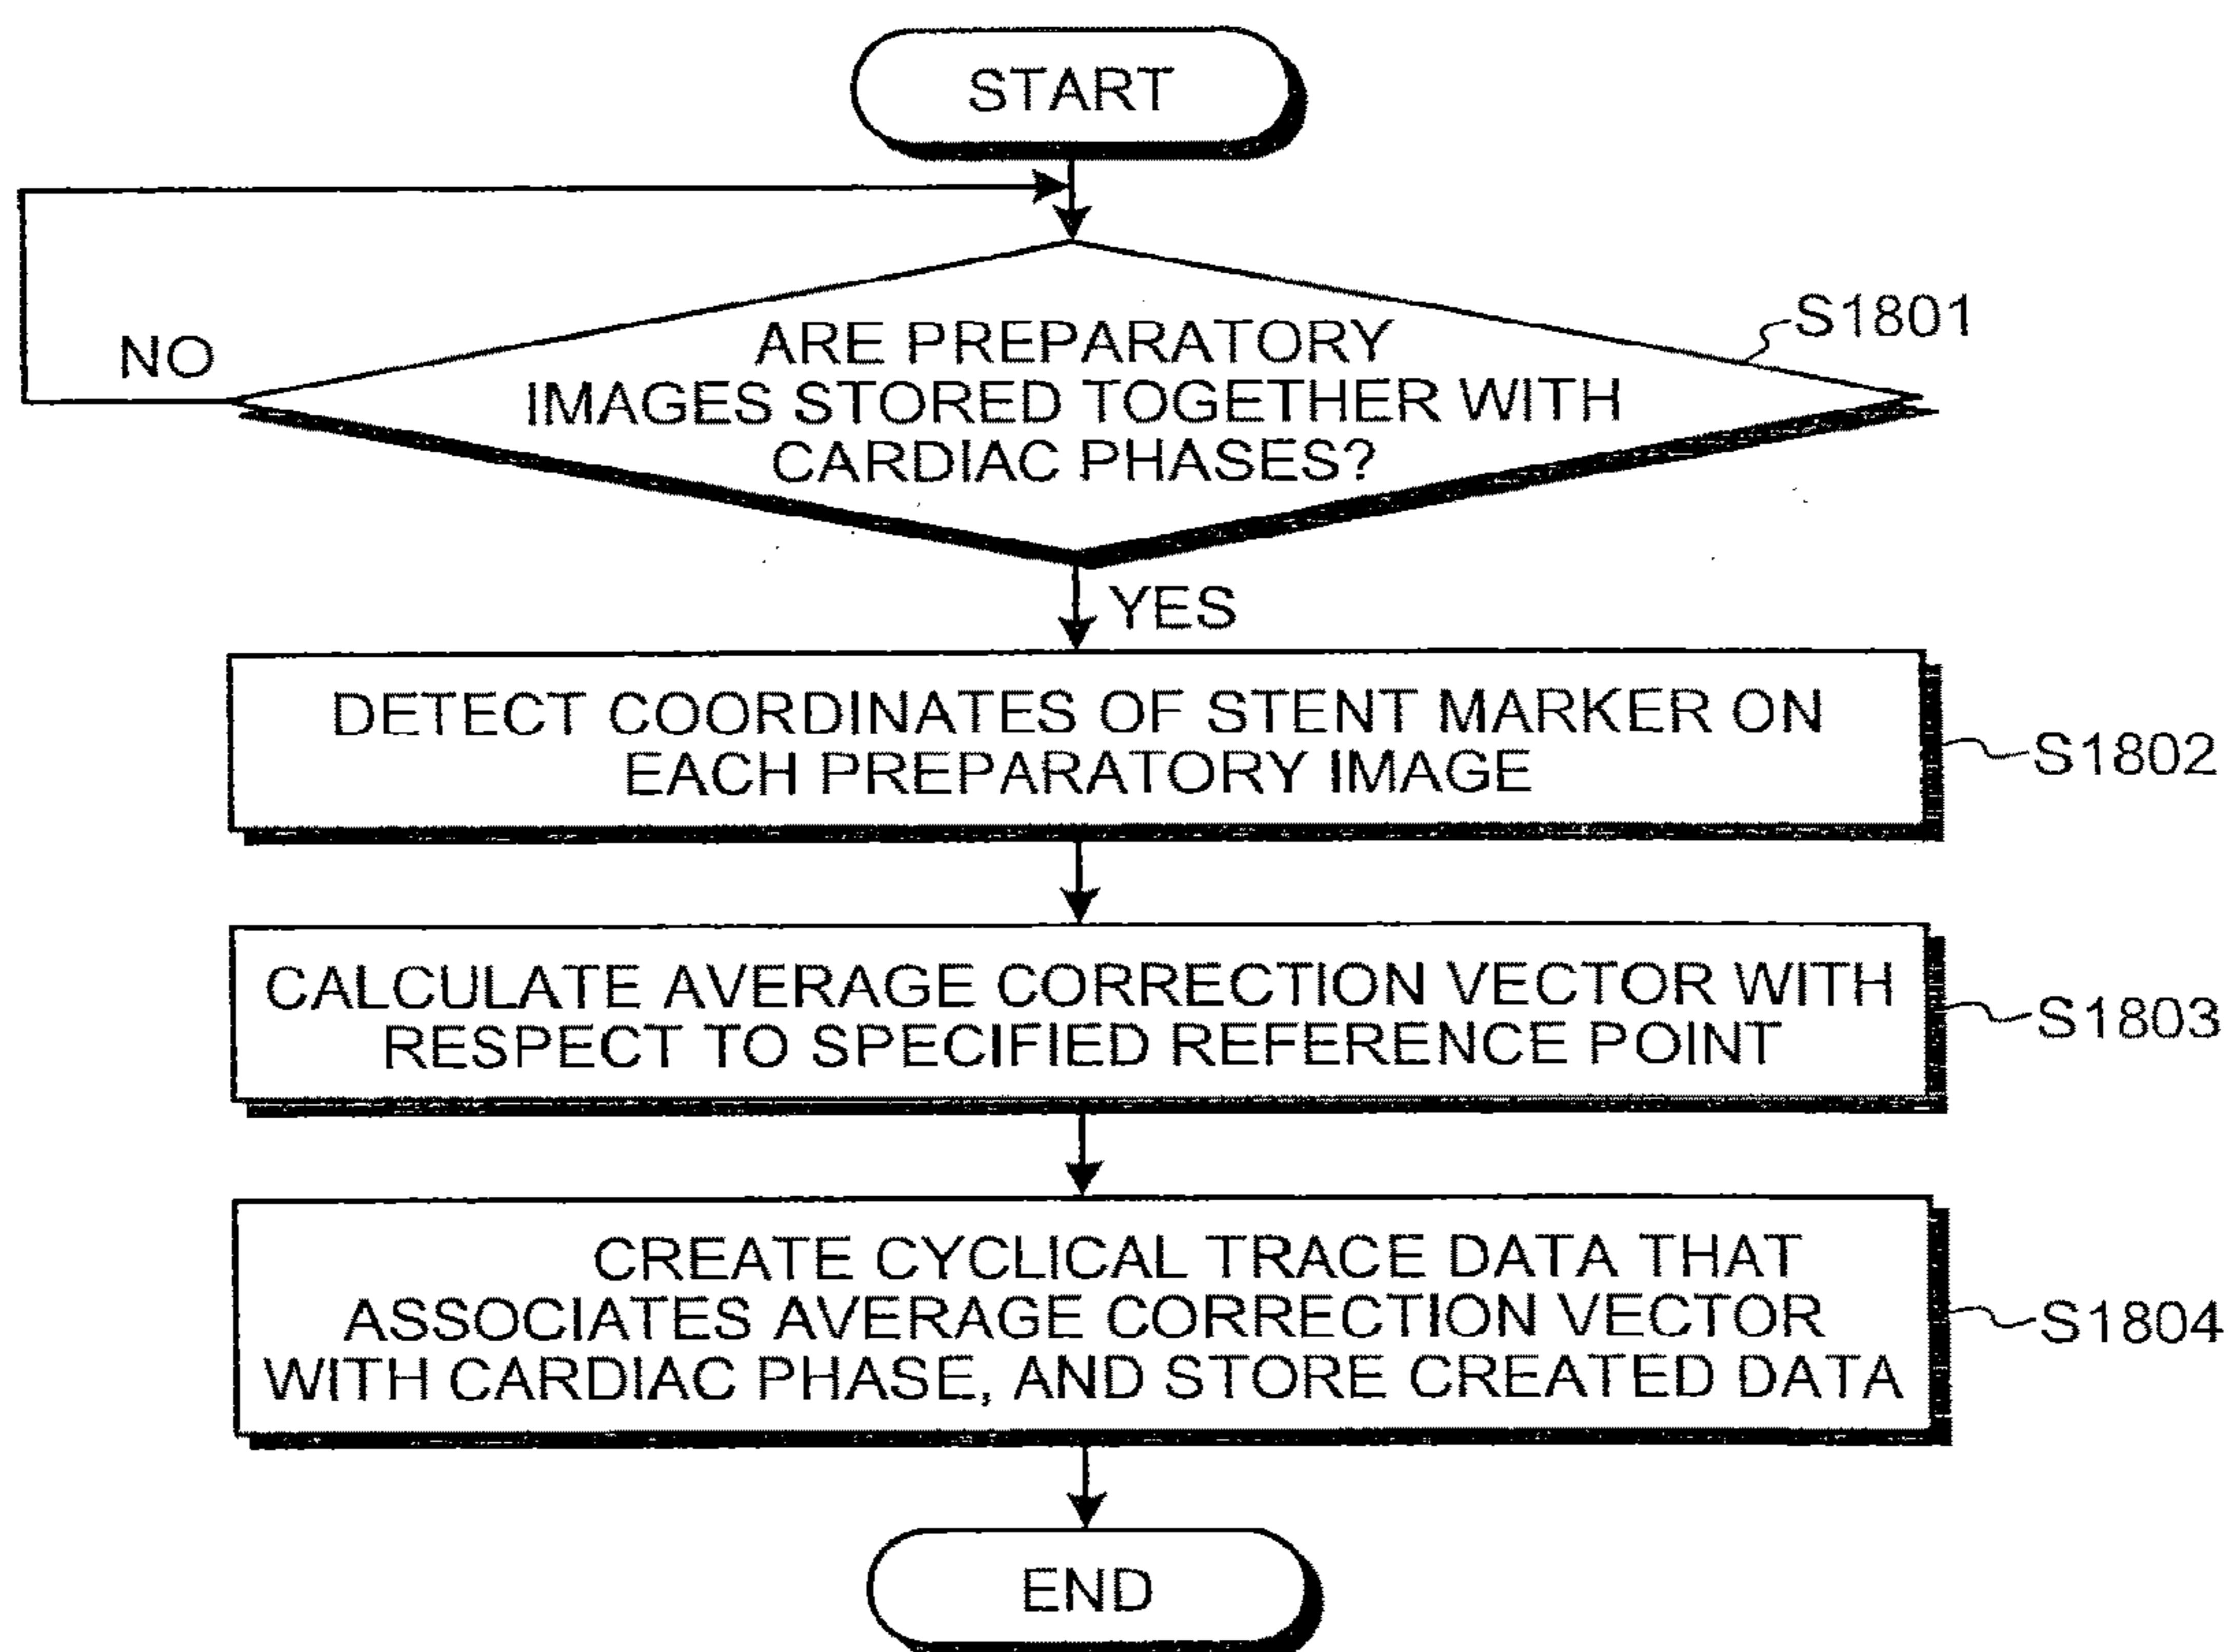 START
NO
ARE PREPARATORY
IMAGES STORED TOGETHER WITH
CARDIAC PHASES?
S1801
YES
DETECT COORDINATES OF STENT MARKER ON
EACH PREPARATORY IMAGE
S1802
CALCULATE AVERAGE CORRECTION VECTOR WITH
RESPECT TO SPECIFIED REFERENCE POINT
S1803
CREATE CYCLICAL TRACE DATA THAT
ASSOCIATES AVERAGE CORRECTION VECTOR
WITH CARDIAC PHASE, AND STORE CREATED DATA
S1804
END